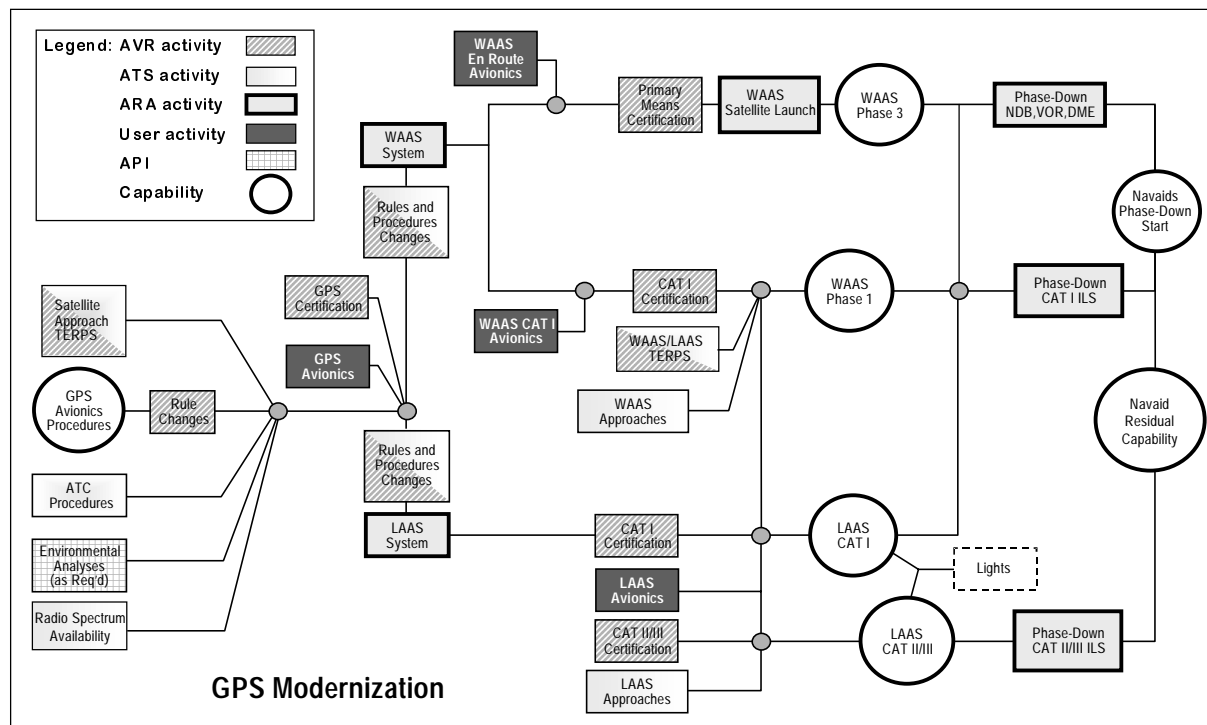 Legend: AVR activity
ATS activity
ARA activity
User activity
API
Capability
WAAS
En Route
Avionics
Primary
Means
Certification
WAAS
Satellite Launch
WAAS
Phase 3
Phase-Down
NDB,VOR,DME
WAAS
System
Rules and
Procedures
Changes
Navaids
Phase-Down
Start
GPS
Certification
CAT I
Certification
WAAS
Phase 1
Phase-Down
CAT I ILS
Satellite
Approach
TERPS
WAAS CAT I
Avionics
WAAS/LAAS
TERPS
GPS
Avionics
GPS
Avionics
Procedures
Rule
Changes
WAAS
Approaches
Navaid
Residual
Capability
Rules and
Procedures
Changes
ATC
Procedures
LAAS
System
CAT I
Certification
LAAS
CAT I
Environmental
Analyses
(as Req'd)
Lights
LAAS
Avionics
Radio Spectrum
Availability
CAT II/III
Certification
LAAS
CAT II/III
Phase-Down
CAT II/III ILS
LAAS
Approaches
GPS Modernization